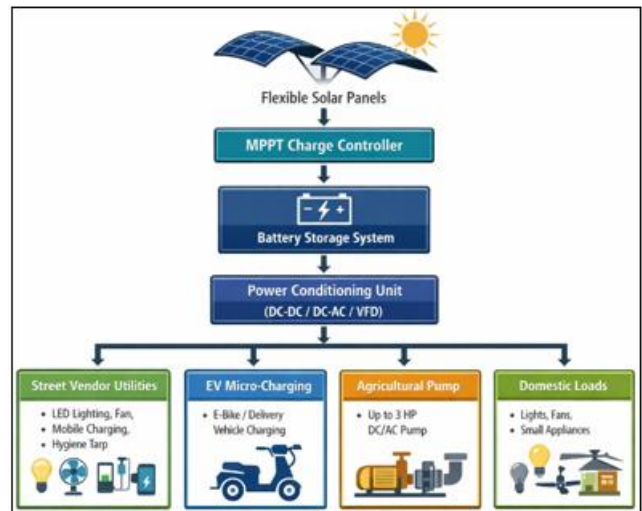 Flexible Solar Panels
MPPT Charge Controller
Battery Storage System
Power Conditioning Unit
(DC-DC / DC-AC / VFD)
Street Vendor Utilities
• LED Lighting, Fan,
• Mobile Charging,
• Hygiene Tarp
EV Micro-Charging
• E-Bike / Delivery
Vehicle Charging
Agricultural Pump
• Up to 3 HP
DC/AC Pump
Domestic Loads
• Lights, Fans,
• Small Appliances